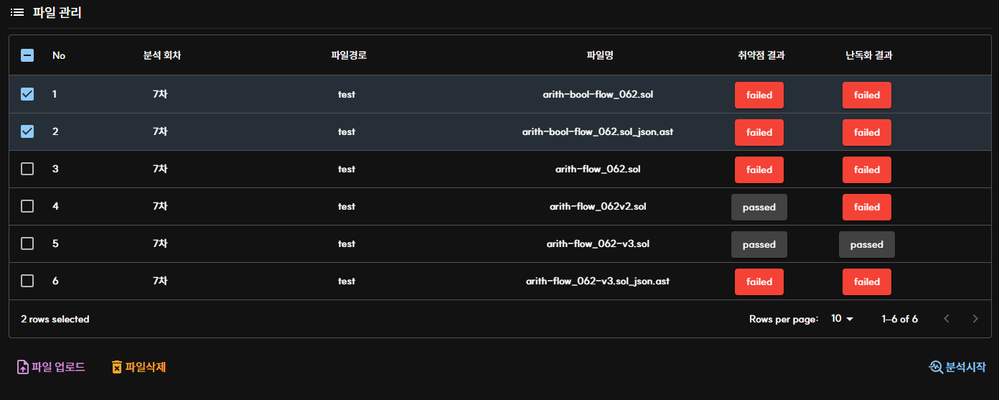 파일 관리
No 분석 회차 파일경로 파일명 취약점 결과 난독화 결과
1 7차 test arith-bool-flow_062.sol failed failed
2 7차 test arith-bool-flow_062.sol_json.ast failed failed
3 7차 test arith-flow_062.sol failed failed
4 7차 test arith-flow_062v2.sol passed failed
5 7차 test arith-flow_062-v3.sol passed passed
6 7차 test arith-flow_062-v3.sol_json.ast failed failed
2 rows selected Rows per page: 10 1–6 of 6
파일 업로드 파일삭제 분석시작